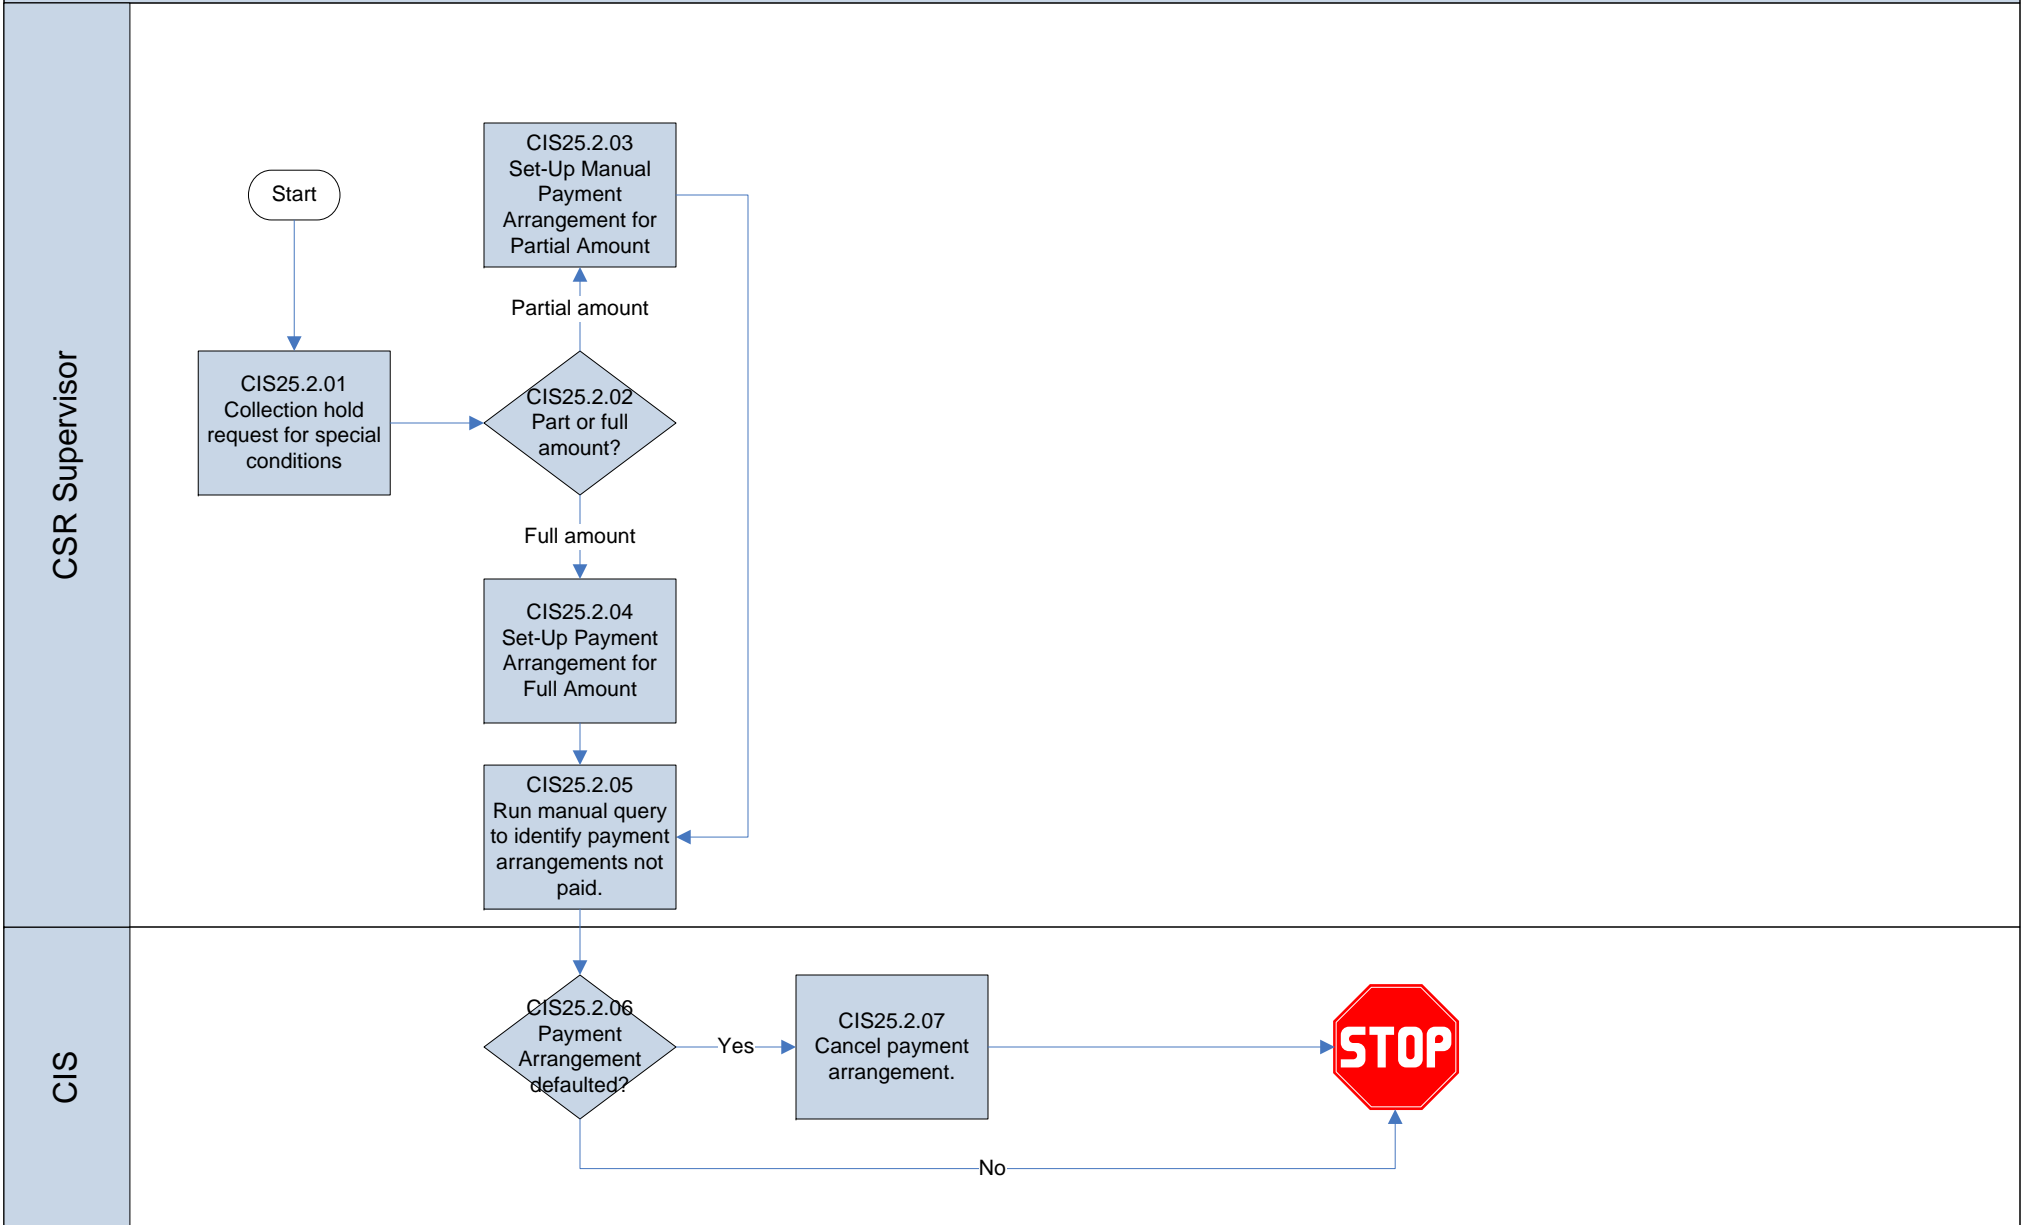 CSR Supervisor
Start
CIS25.2.01
Collection hold
request for special
conditions
CIS25.2.03
Set-Up Manual
Payment
Arrangement for
Partial Amount
Partial amount
CIS25.2.02
Part or full
amount?
Full amount
CIS25.2.04
Set-Up Payment
Arrangement for
Full Amount
CIS25.2.05
Run manual query
to identify payment
arrangements not
paid.
CIS
CIS25.2.06
Payment
Arrangement
defaulted?
Yes
CIS25.2.07
Cancel payment
arrangement.
STOP
No